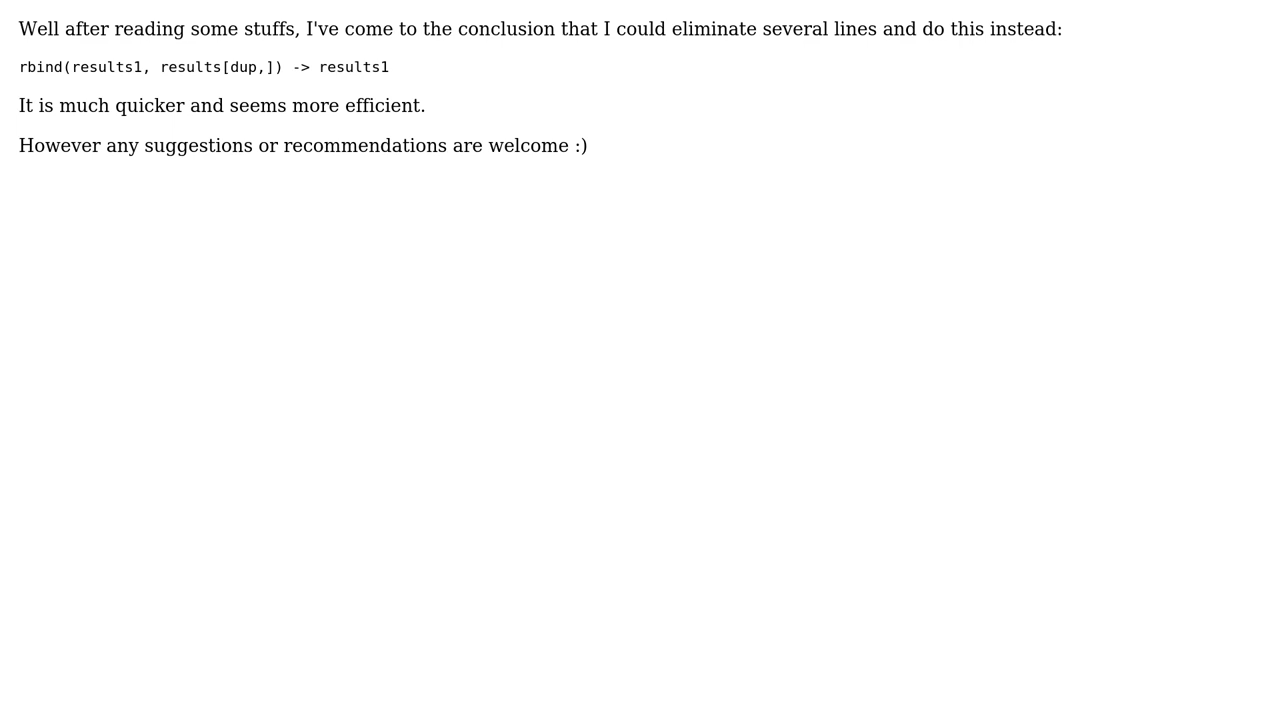 Well after reading some stuffs, I've come to the conclusion that I could eliminate several lines and do this instead:
rbind(results1, results[dup,]) -> results1
It is much quicker and seems more efficient.
However any suggestions or recommendations are welcome :)